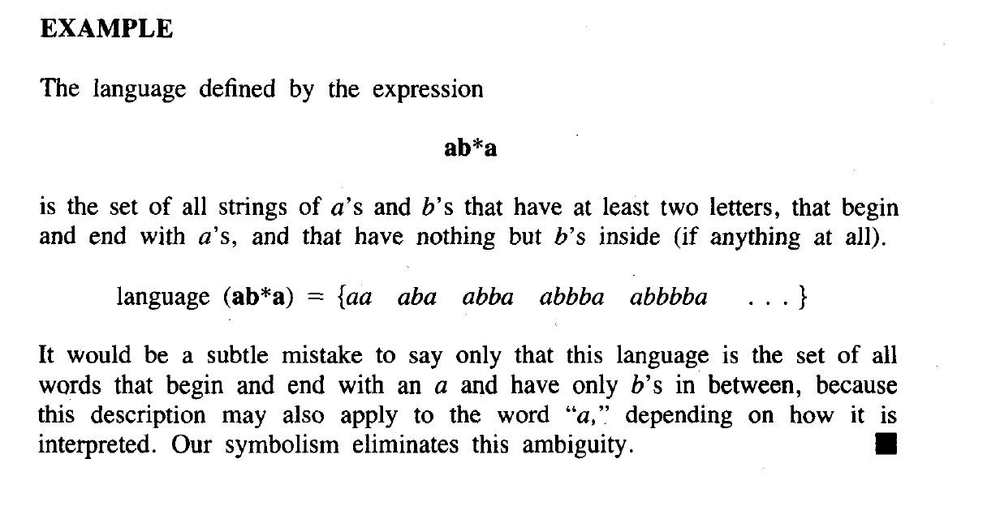 EXAMPLE
The language defined by the expression
ab*a
is the set of all strings of a's and b's that have at least two letters, that begin
and end with a's, and that have nothing but b's inside (if anything at all).
language (ab*a) = {aa aba abba abbba abbbba . . . }
It would be a subtle mistake to say only that this language is the set of all
words that begin and end with an a and have only b's in between, because
this description may also apply to the word “a,” depending on how it is
interpreted. Our symbolism eliminates this ambiguity. ■